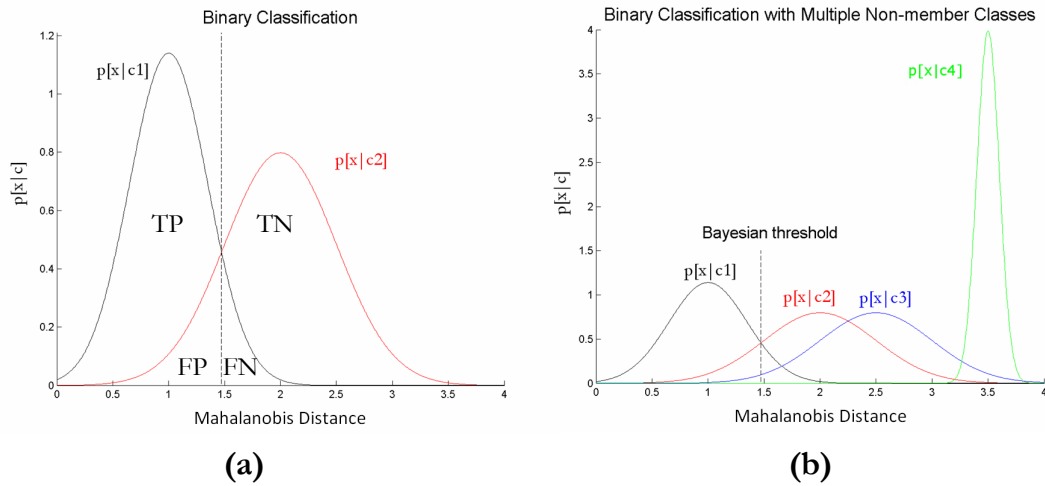 Binary Classification
1.2
p[x|c1]
1
0.8
p[x|c2]
p[x|c]
0.6
TP
TN
0.4
0.2
FP
FN
0
0
0.5
1
1.5
2
2.5
3
3.5
4
Mahalanobis Distance
(a)
Binary Classification with Multiple Non-member Classes
4
p[x|c4]
3.5
3
2.5
p[x|c]
2
Bayesian threshold
1.5
p[x|c1]
1
p[x|c2]
p[x|c3]
0.5
0
0
0.5
1
1.5
2
2.5
3
3.5
4
Mahalanobis Distance
(b)